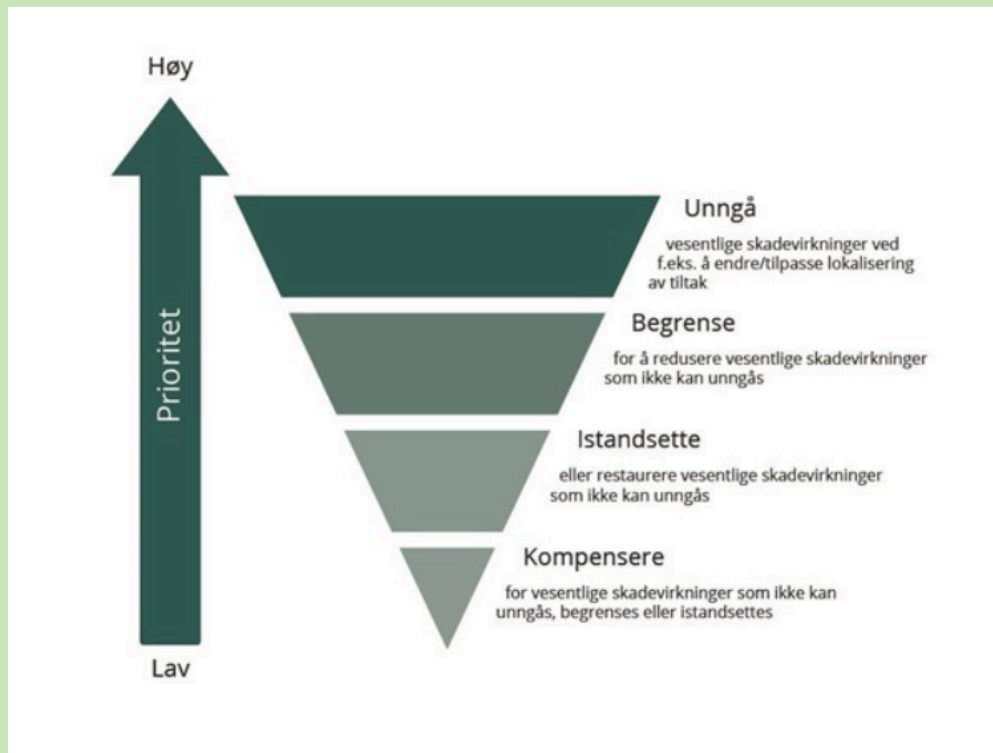 Høy
Prioritet
Lav
Unngå
vesentlige skadevirkninger ved
f.eks. å endre/tilpasse lokalisering
av tiltak
Begrense
for å redusere vesentlige skadevirkninger
som ikke kan unngås
Istandsette
eller restaurere vesentlige skadevirkninger
som ikke kan unngås
Kompensere
for vesentlige skadevirkninger som ikke kan
unngås, begrenses eller istandsettes